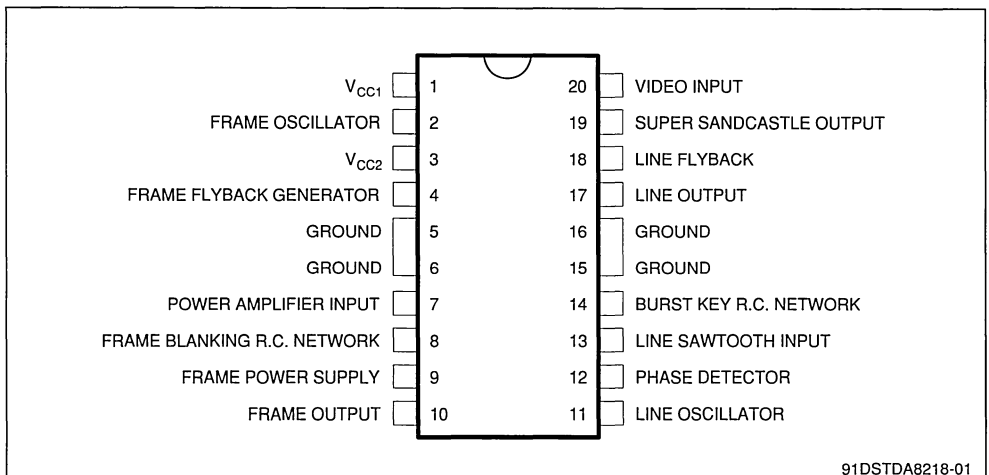 VCC1 1 20 VIDEO INPUT
FRAME OSCILLATOR 2 19 SUPER SANDCASTLE OUTPUT
VCC2 3 18 LINE FLYBACK
FRAME FLYBACK GENERATOR 4 17 LINE OUTPUT
GROUND 5 16 GROUND
GROUND 6 15 GROUND
POWER AMPLIFIER INPUT 7 14 BURST KEY R.C. NETWORK
FRAME BLANKING R.C. NETWORK 8 13 LINE SAWTOOTH INPUT
FRAME POWER SUPPLY 9 12 PHASE DETECTOR
FRAME OUTPUT 10 11 LINE OSCILLATOR
91DSTDA8218-01